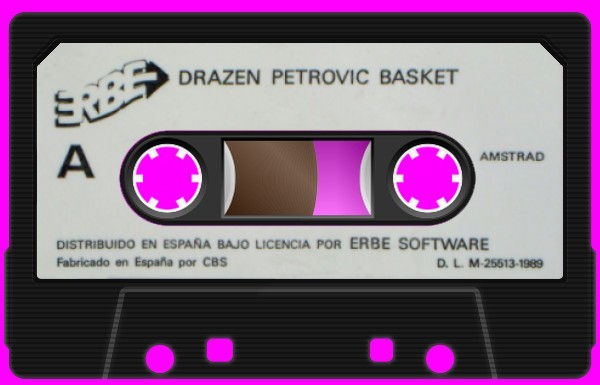 ERBE
DRAZEN PETROVIC BASKET
A
AMSTRAD
DISTRIBUIDO EN ESPAÑA BAJO LICENCIA POR ERBE SOFTWARE
Fabricado en España por CBS
D. L. M-25513-1989